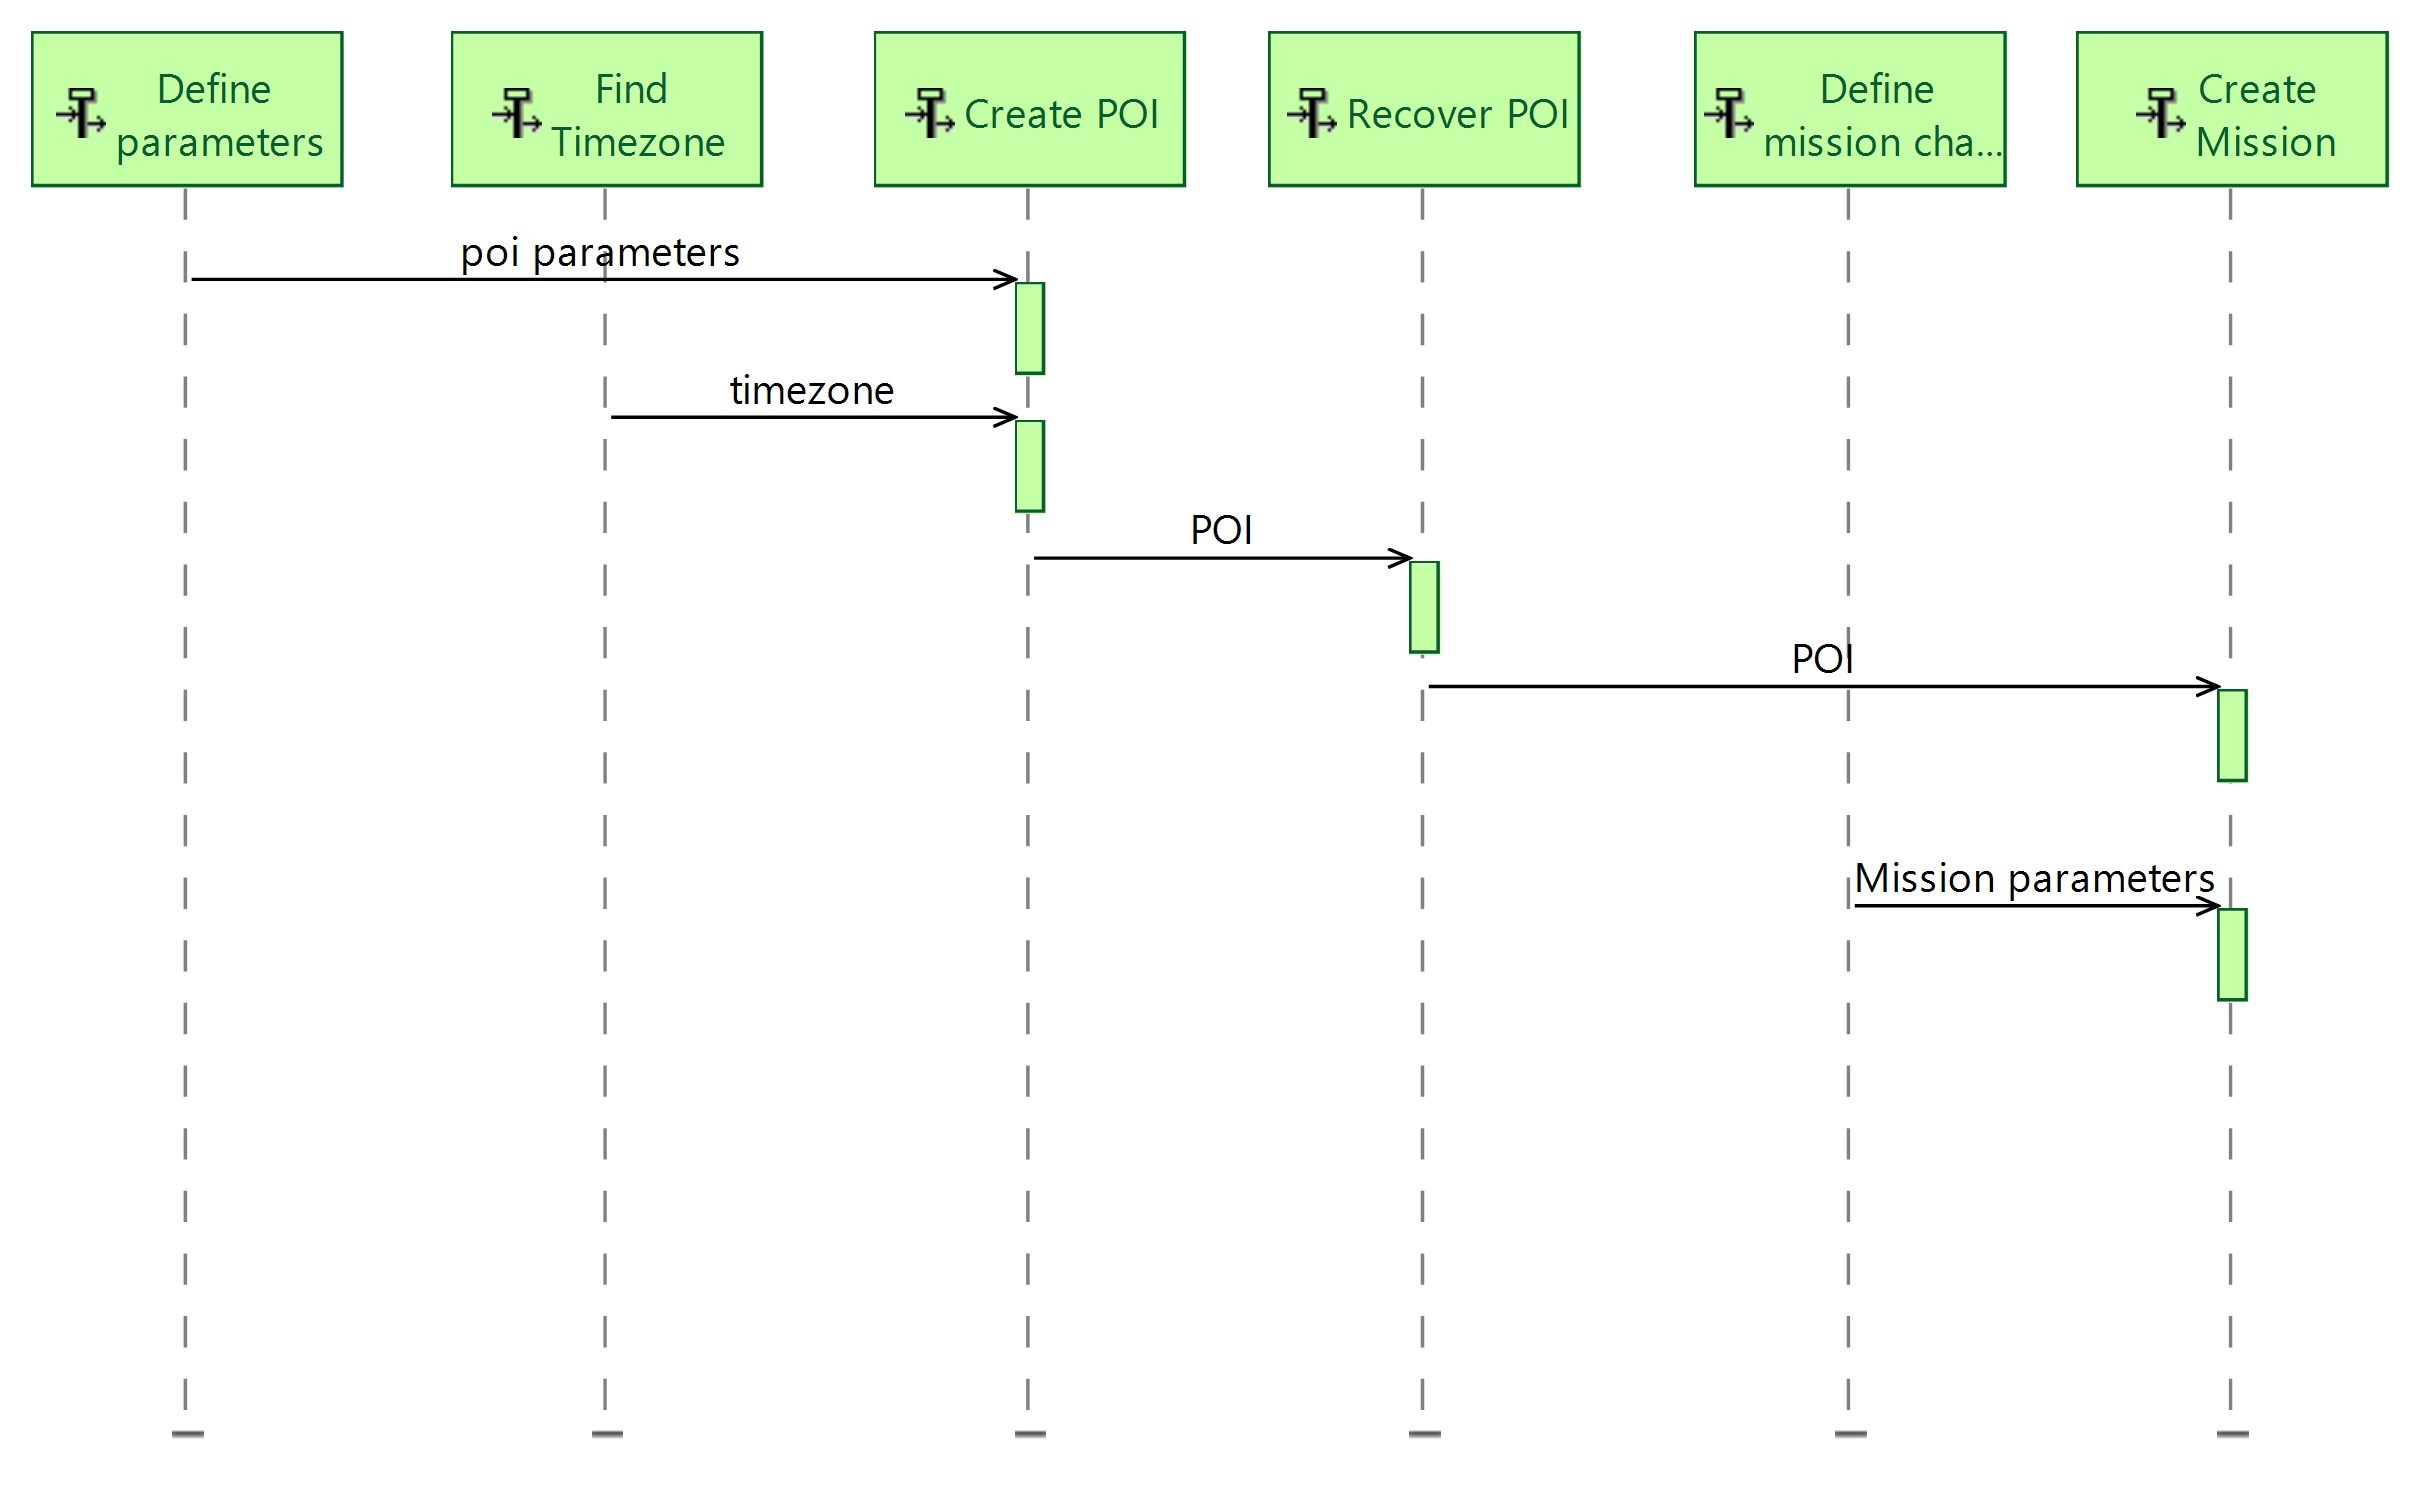 Define
parameters
Find
Timezone
Create POI
Recover POI
Define
mission cha...
Create
Mission
poi parameters
timezone
POI
POI
Mission parameters